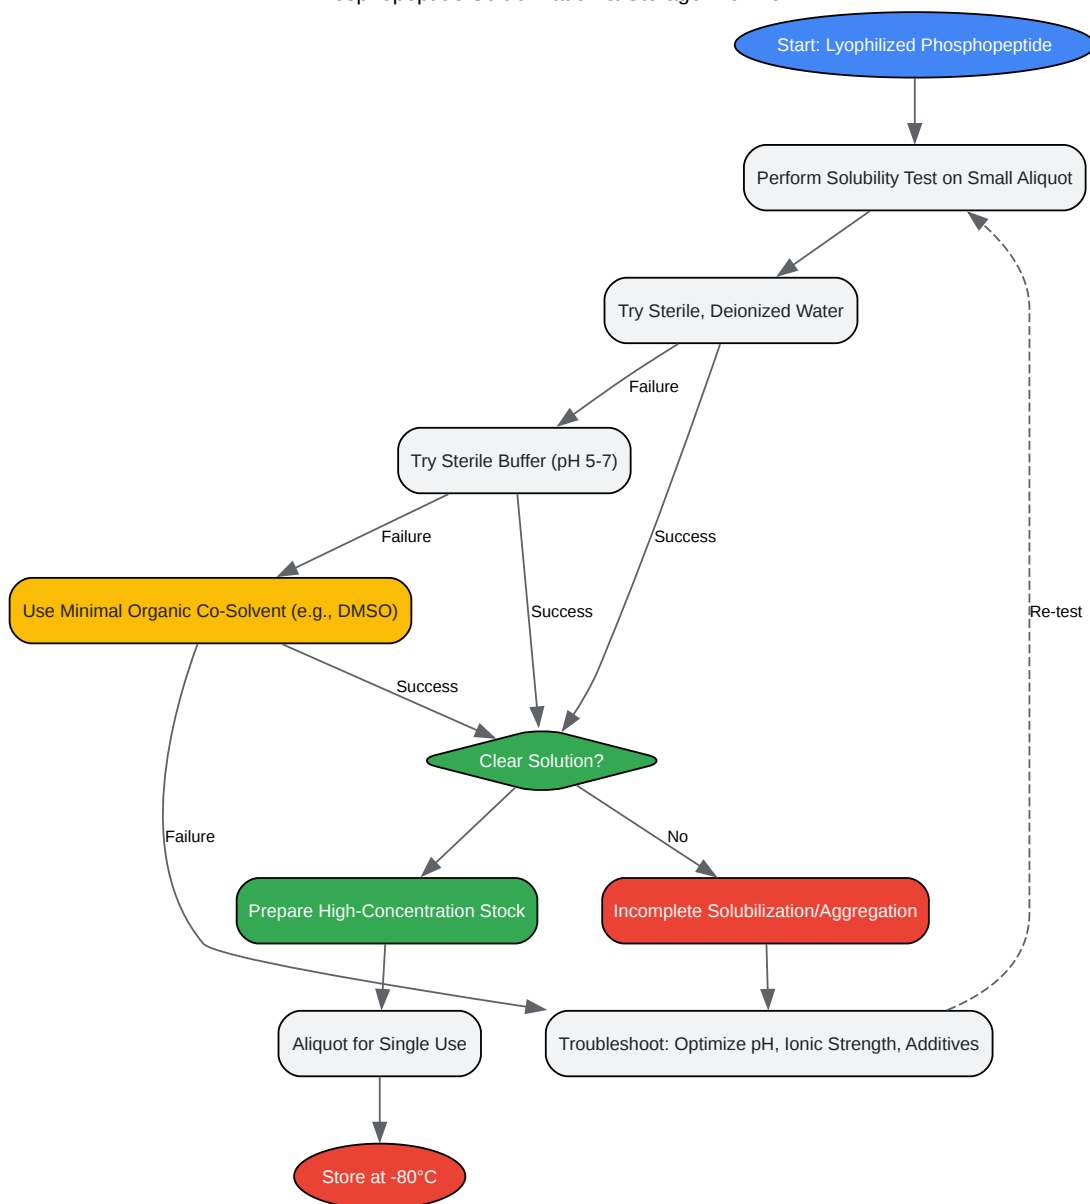 Start: Lyophilized Phosphopeptide
Perform Solubility Test on Small Aliquot
Try Sterile, Deionized Water
Failure
Try Sterile Buffer (pH 5-7)
Failure
Success
Use Minimal Organic Co-Solvent (e.g., DMSO)
Success
Re-test
Success
Clear Solution?
Failure
No
Prepare High-Concentration Stock
Incomplete Solubilization/Aggregation
Aliquot for Single Use
Troubleshoot: Optimize pH, Ionic Strength, Additives
Store at -80°C